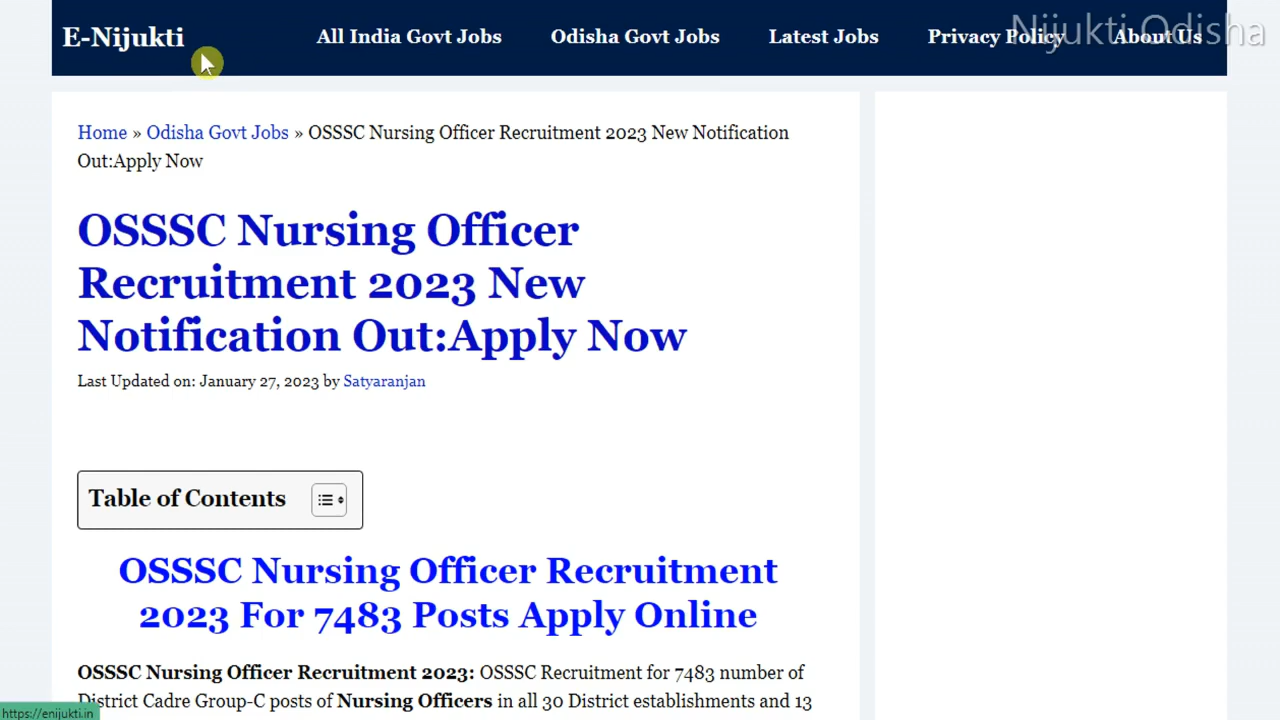 E-Nijukti
All India Govt Jobs
Odisha Govt Jobs
Latest Jobs
Privacy Policy
About Us
Nijukti Odisha
Home » Odisha Govt Jobs » OSSSC Nursing Officer Recruitment 2023 New Notification
Out:Apply Now
OSSSC Nursing Officer
Recruitment 2023 New
Notification Out:Apply Now
Last Updated on: January 27, 2023 by Satyaranjan
Table of Contents
OSSSC Nursing Officer Recruitment
2023 For 7483 Posts Apply Online
OSSSC Nursing Officer Recruitment 2023: OSSSC Recruitment for 7483 number of
District Cadre Group-C posts of Nursing Officers in all 30 District establishments and 13
https://enijukti.in